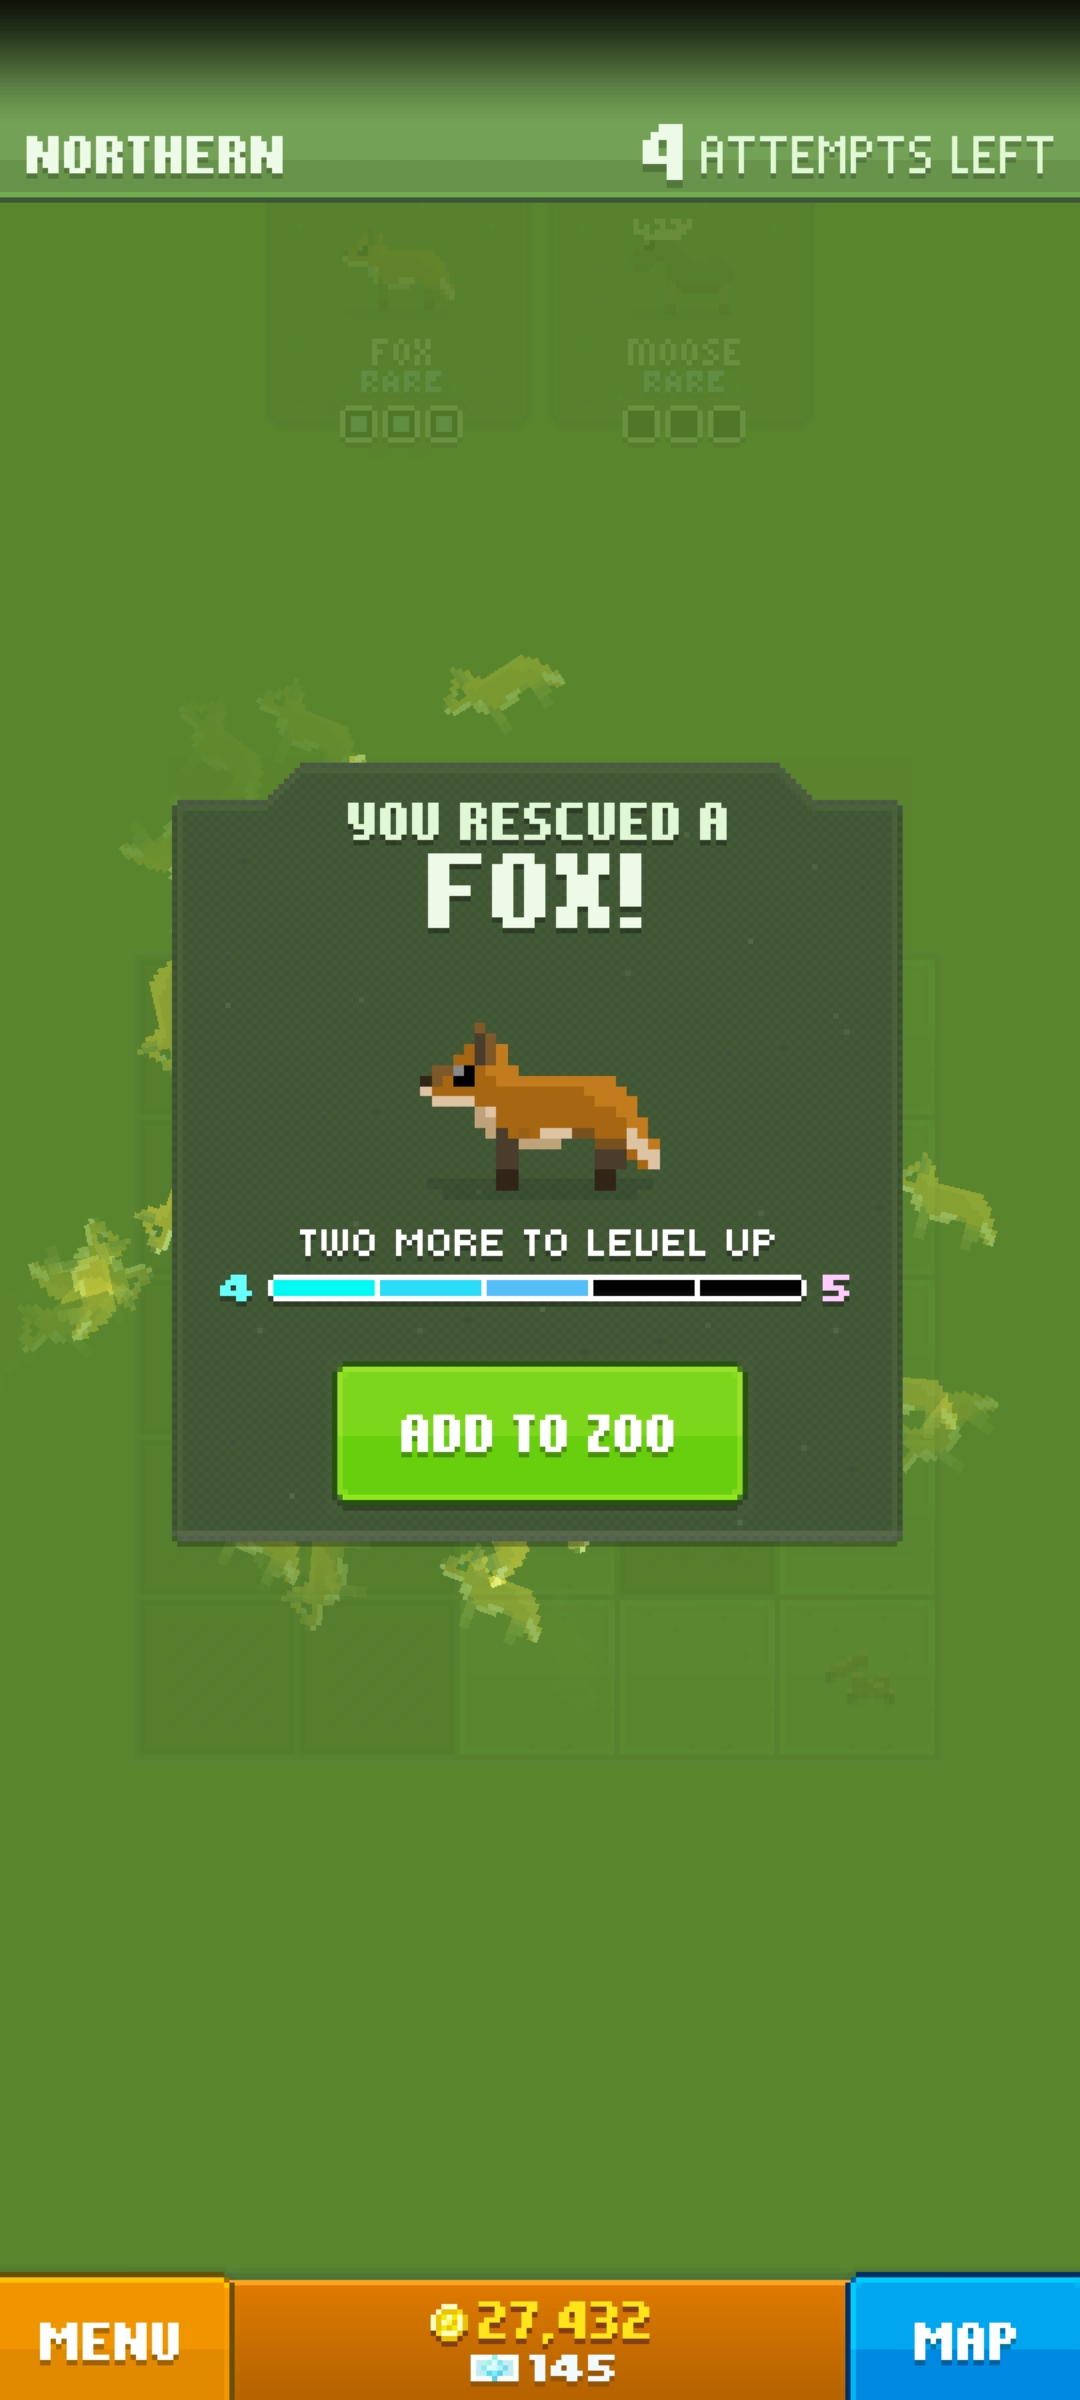 NORTHERN
4 ATTEMPTS LEFT
FOX MOOSE
RARE RARE
YOU RESCUED A
FOX!
TWO MORE TO LEVEL UP
4 5
ADD TO ZOO
MENU
27,432
145
MAP